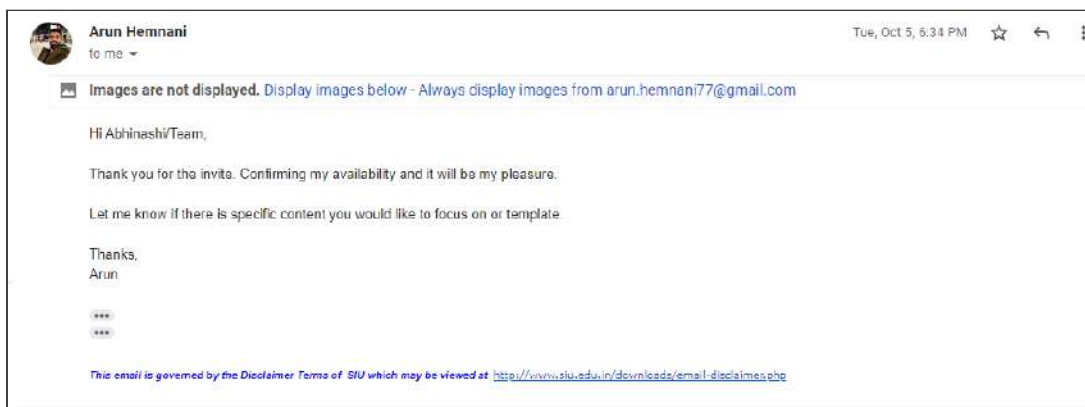 Arun Hemnani
Tue, Oct 5, 6:34 PM
to me
Images are not displayed. Display images below - Always display images from arun.hemnani77@gmail.com
Hi Abhinashi/Team,
Thank you for the invite. Confirming my availability and it will be my pleasure.
Let me know if there is specific content you would like to focus on or template.
Thanks,
Arun
This email is governed by the Disclaimer Terms of SIU which may be viewed at http://www.siu.edu.in/downloads/email-disclaimer.php